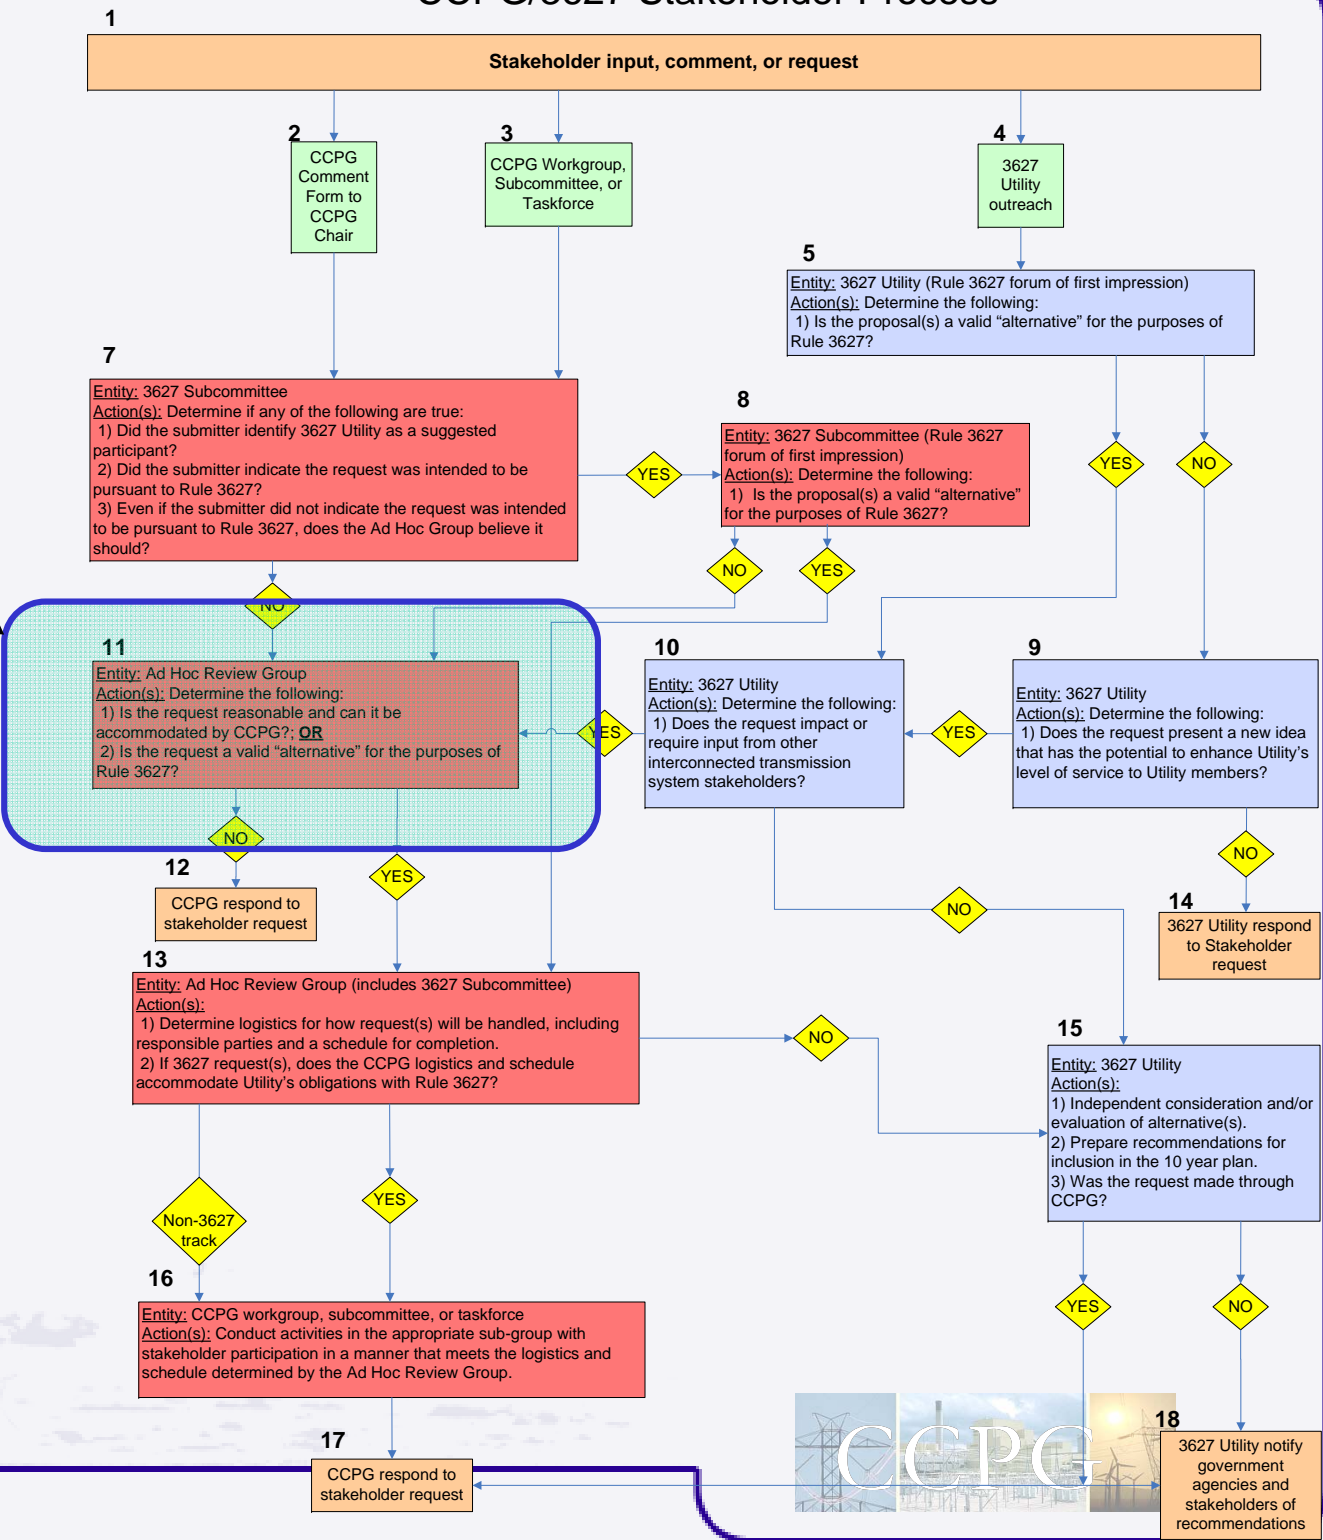 CCPG/3627 Stakeholder Process
1
Stakeholder input, comment, or request
2
CCPG
Comment
Form to
CCPG
Chair
3
CCPG Workgroup,
Subcommittee, or
Taskforce
4
3627
Utility
outreach
5
Entity: 3627 Utility (Rule 3627 forum of first impression)
Action(s): Determine the following:
1) Is the proposal(s) a valid “alternative” for the purposes of
Rule 3627?
7
Entity: 3627 Subcommittee
Action(s): Determine if any of the following are true:
1) Did the submitter identify 3627 Utility as a suggested
participant?
2) Did the submitter indicate the request was intended to be
pursuant to Rule 3627?
3) Even if the submitter did not indicate the request was intended
to be pursuant to Rule 3627, does the Ad Hoc Group believe it
should?
YES
8
Entity: 3627 Subcommittee (Rule 3627
forum of first impression)
Action(s): Determine the following:
1) Is the proposal(s) a valid “alternative”
for the purposes of Rule 3627?
YES
NO
NO
YES
NO
11
Entity: Ad Hoc Review Group
Action(s): Determine the following:
1) Is the request reasonable and can it be
accommodated by CCPG?; OR
2) Is the request a valid “alternative” for the purposes of
Rule 3627?
YES
10
Entity: 3627 Utility
Action(s): Determine the following:
1) Does the request impact or
require input from other
interconnected transmission
system stakeholders?
YES
9
Entity: 3627 Utility
Action(s): Determine the following:
1) Does the request present a new idea
that has the potential to enhance Utility’s
level of service to Utility members?
NO
12
CCPG respond to
stakeholder request
YES
NO
NO
14
3627 Utility respond
to Stakeholder
request
13
Entity: Ad Hoc Review Group (includes 3627 Subcommittee)
Action(s):
1) Determine logistics for how request(s) will be handled, including
responsible parties and a schedule for completion.
2) If 3627 request(s), does the CCPG logistics and schedule
accommodate Utility’s obligations with Rule 3627?
NO
15
Entity: 3627 Utility
Action(s):
1) Independent consideration and/or
evaluation of alternative(s).
2) Prepare recommendations for
inclusion in the 10 year plan.
3) Was the request made through
CCPG?
Non-3627
track
YES
YES
NO
16
Entity: CCPG workgroup, subcommittee, or taskforce
Action(s): Conduct activities in the appropriate sub-group with
stakeholder participation in a manner that meets the logistics and
schedule determined by the Ad Hoc Review Group.
17
CCPG respond to
stakeholder request
CCPG
18
3627 Utility notify
government
agencies and
stakeholders of
recommendations